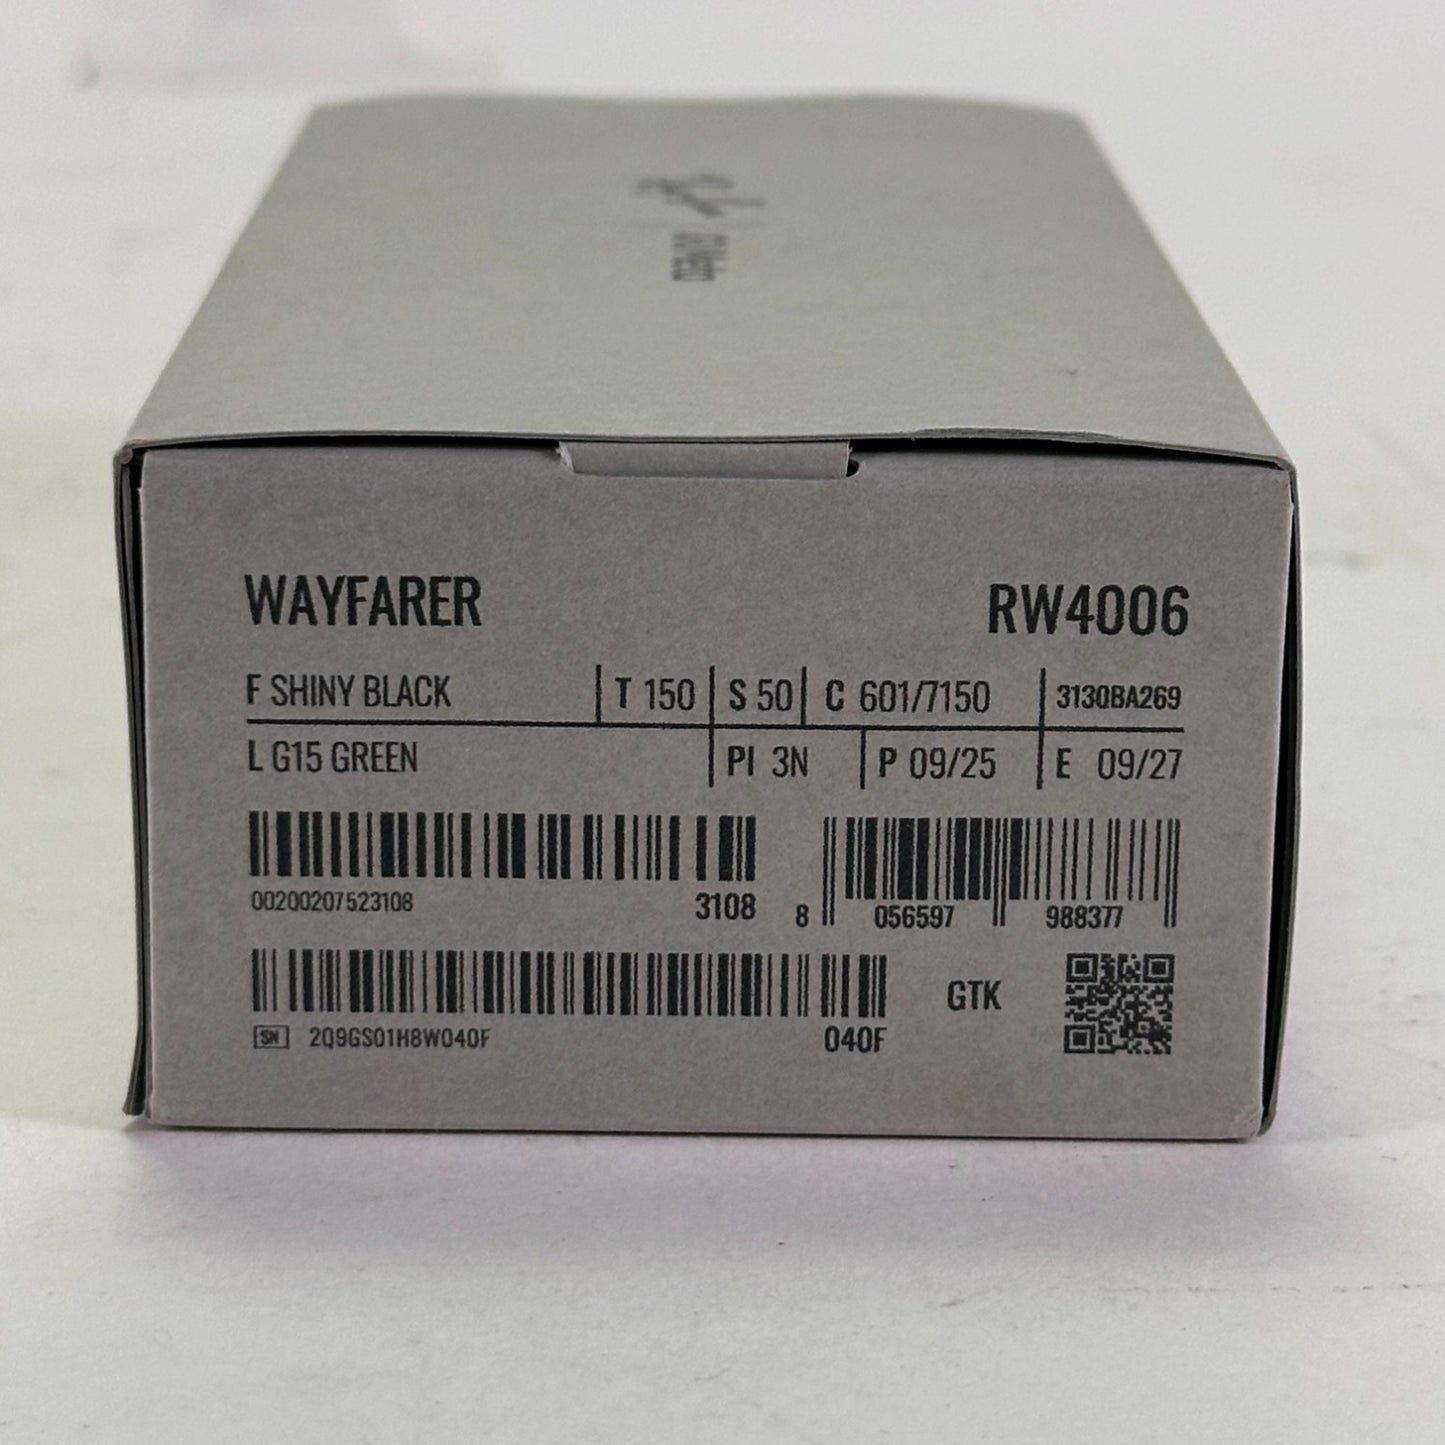 Meta
WAYFARER RW4006
F SHINY BLACK T 150 S 50 C 601/7150 3130BA269
L G15 GREEN PI 3N P 09/25 E 09/27
00200207523108 3108 8 056597 988377
SN 2Q9GS01H8W040F 040F GTK